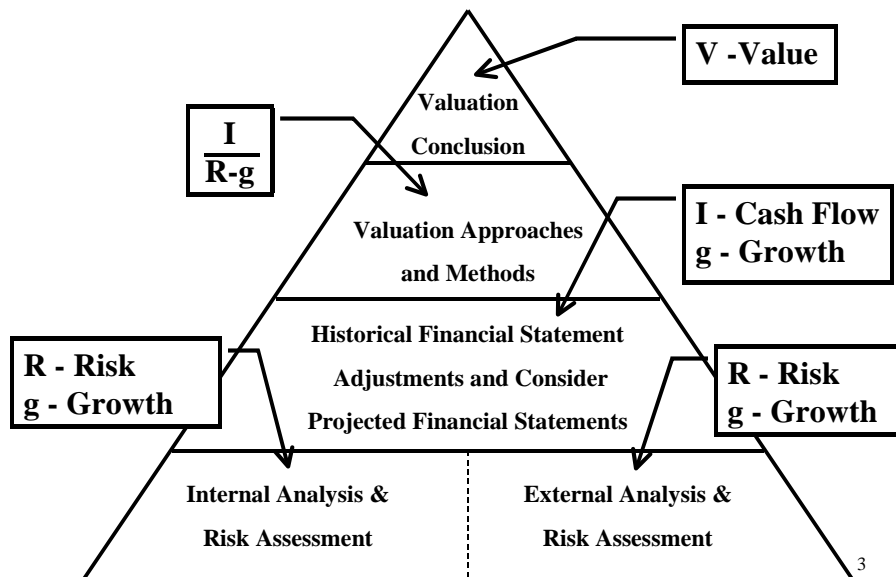 V -Value
Valuation
Conclusion
I
R-g
Valuation Approaches
and Methods
I - Cash Flow
g - Growth
Historical Financial Statement
Adjustments and Consider
Projected Financial Statements
R - Risk
g - Growth
R - Risk
g - Growth
Internal Analysis &
Risk Assessment
External Analysis &
Risk Assessment
3